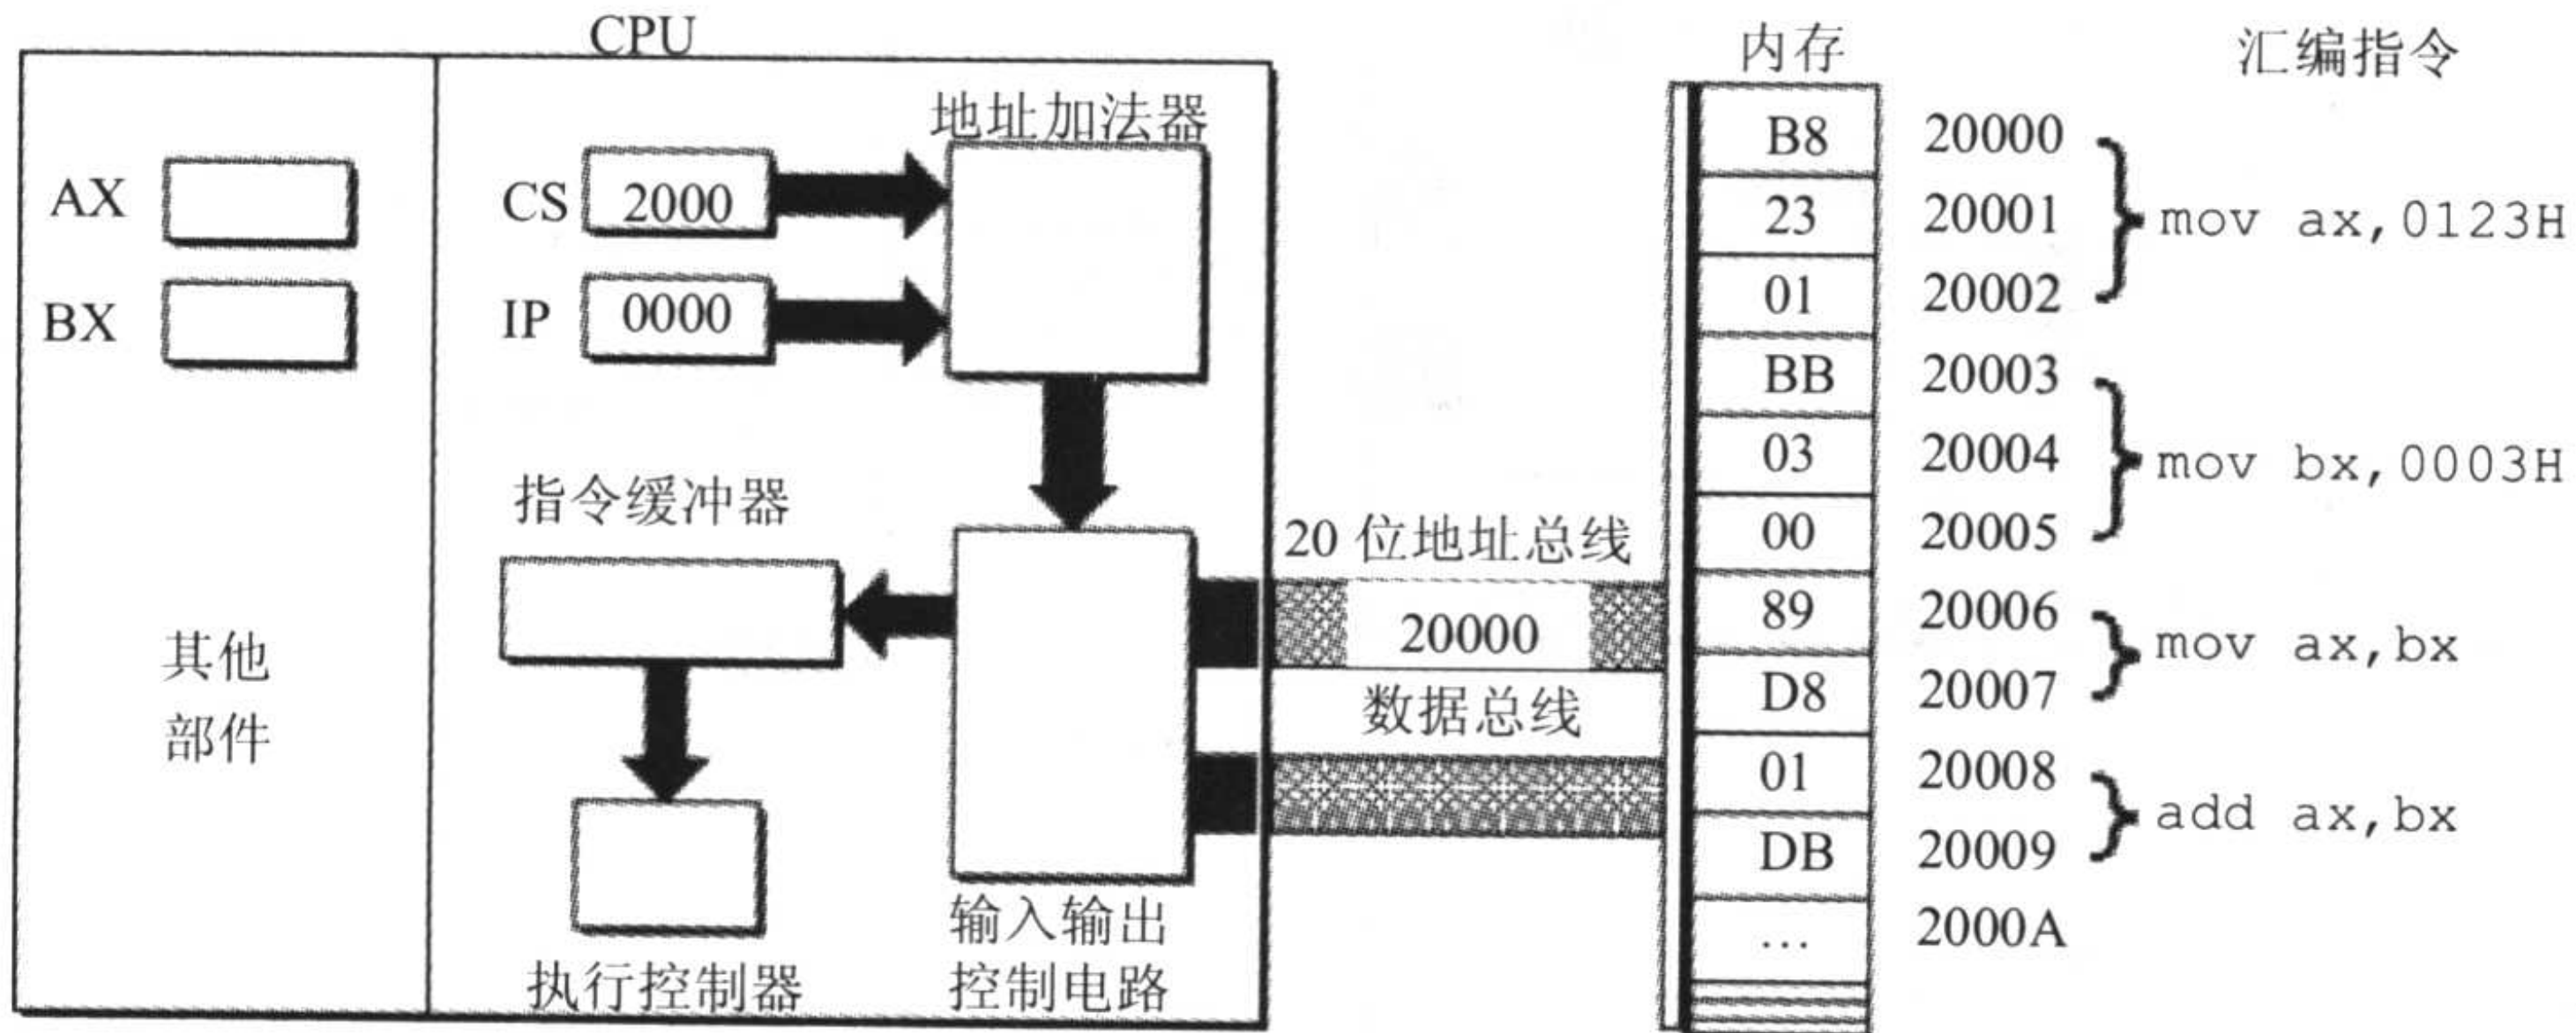 CPU
AX
BX
其他
部件
CS
2000
IP
0000
地址加法器
指令缓冲器
执行控制器
输入输出
控制电路
20 位地址总线
20000
数据总线
内存
汇编指令
B8 20000
23 20001
01 20002
mov ax,0123H
BB 20003
03 20004
00 20005
mov bx,0003H
89 20006
D8 20007
mov ax,bx
01 20008
DB 20009
add ax,bx
… 2000A